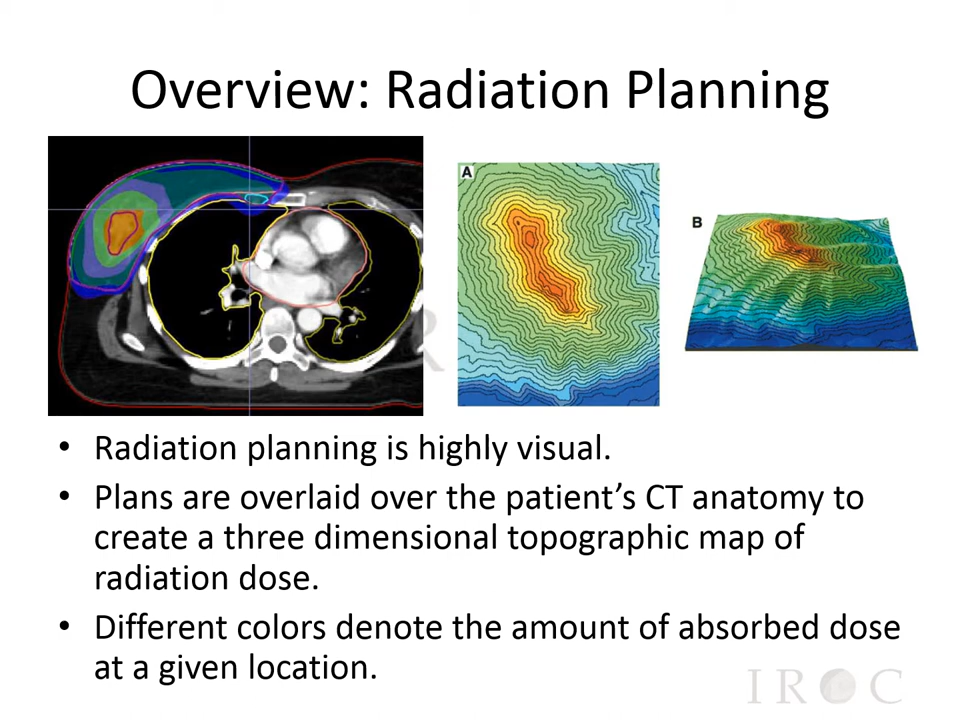 Overview: Radiation Planning
A
B
• Radiation planning is highly visual.
• Plans are overlaid over the patient’s CT anatomy to
create a three dimensional topographic map of
radiation dose.
• Different colors denote the amount of absorbed dose
at a given location.
IROC